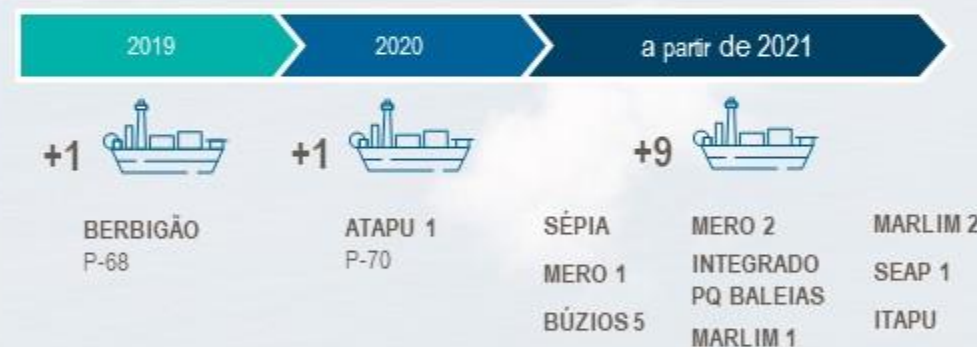 2019
2020
a partir de 2021
+1
+1
+9
BERBIGÃO
P-68
ATAPU 1
P-70
SÉPIA
MERO 1
BÚZIOS 5
MERO 2
INTEGRADO
PQ BALEIAS
MARLIM 1
MARLIM 2
SEAP 1
ITAPU